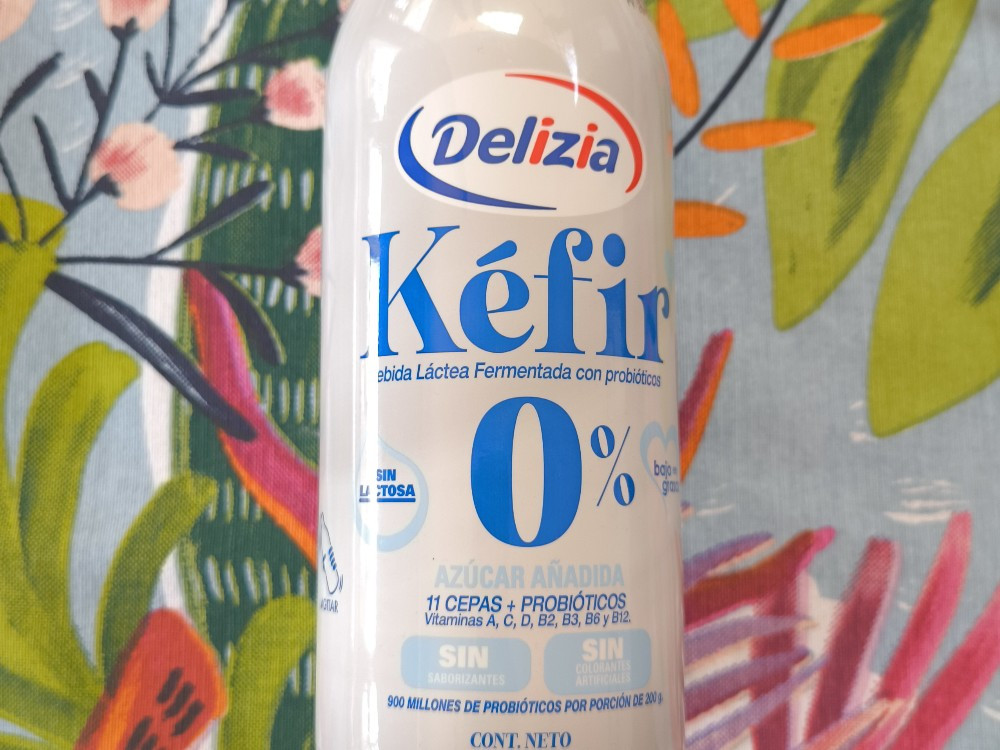 Delizia
Kéfir
ebida Láctea Fermentada con probióticos
0%
SIN
LACTOSA
bajo en
AZÚCAR AÑADIDA
11 CEPAS + PROBIÓTICOS
Vitaminas A, C, D, B2, B3, B6 y B12.
SIN
SABORIZANTES
SIN
COLORANTES
ARTIFICIALES
900 MILLONES DE PROBIÓTICOS POR PORCIÓN DE 200 g.
CONT. NETO